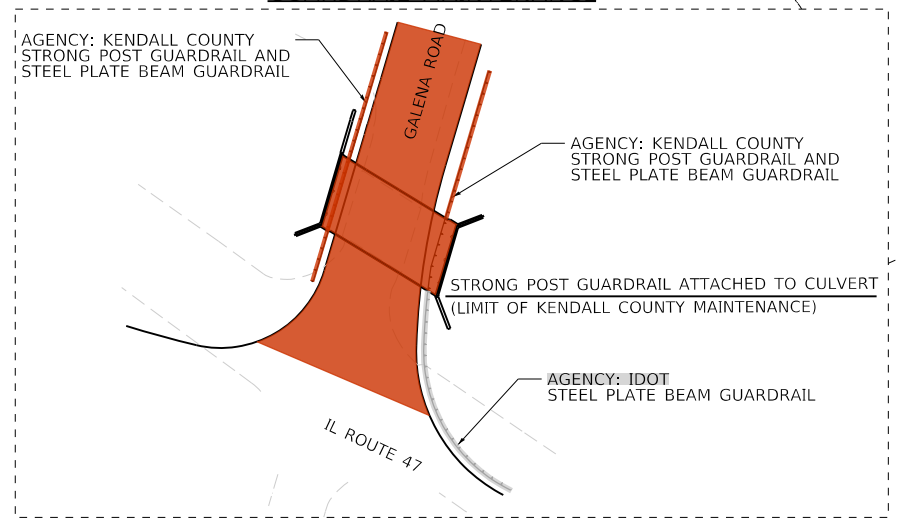 AGENCY: KENDALL COUNTY
STRONG POST GUARDRAIL AND
STEEL PLATE BEAM GUARDRAIL
GALENA ROAD
AGENCY: KENDALL COUNTY
STRONG POST GUARDRAIL AND
STEEL PLATE BEAM GUARDRAIL
STRONG POST GUARDRAIL ATTACHED TO CULVERT
(LIMIT OF KENDALL COUNTY MAINTENANCE)
AGENCY: IDOT
STEEL PLATE BEAM GUARDRAIL
IL ROUTE 47